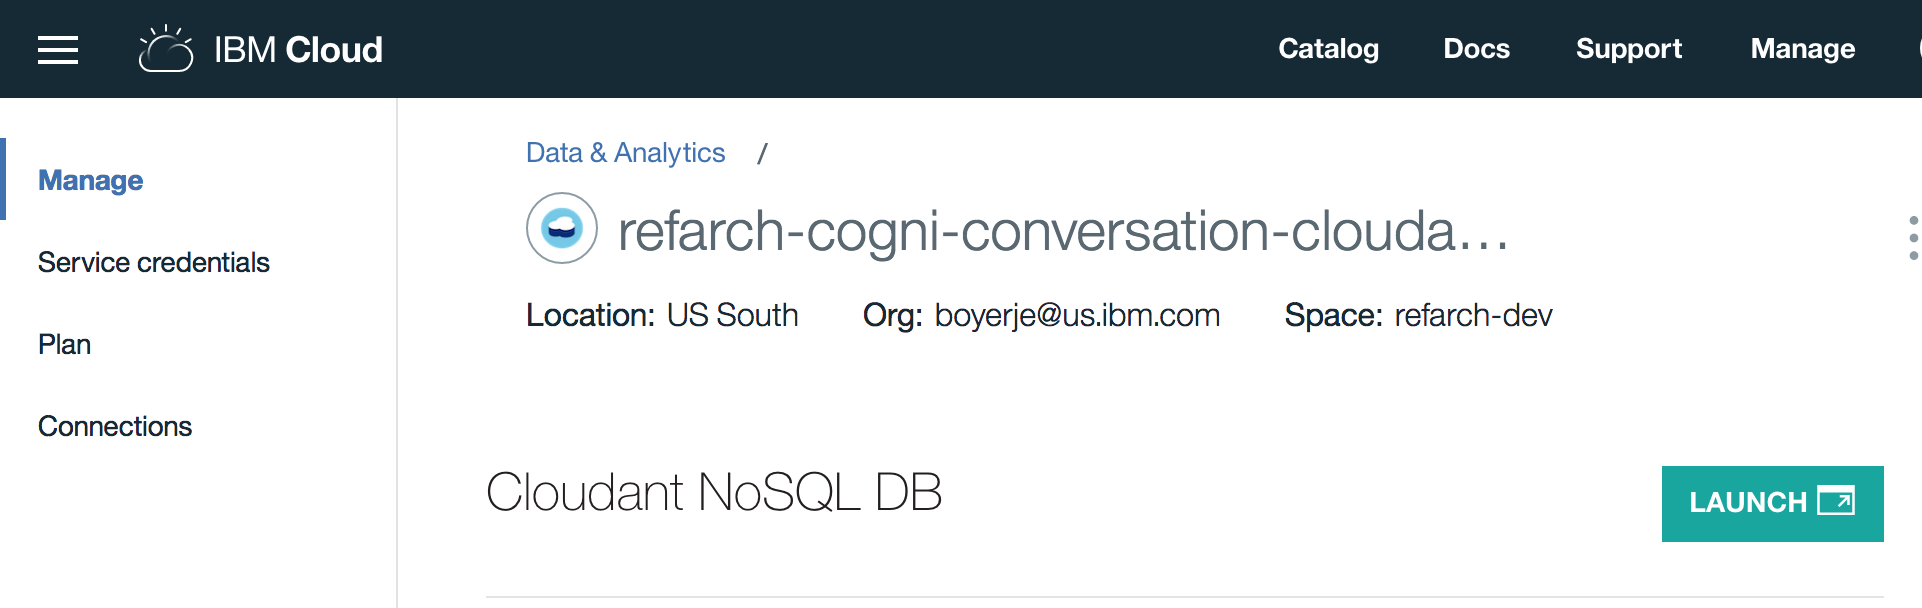 IBM Cloud
Catalog Docs Support Manage
Manage
Service credentials
Plan
Connections
Data & Analytics /
refarch-cogni-conversation-clouda...
Location: US South Org: boyerje@us.ibm.com Space: refarch-dev
Cloudant NoSQL DB
LAUNCH